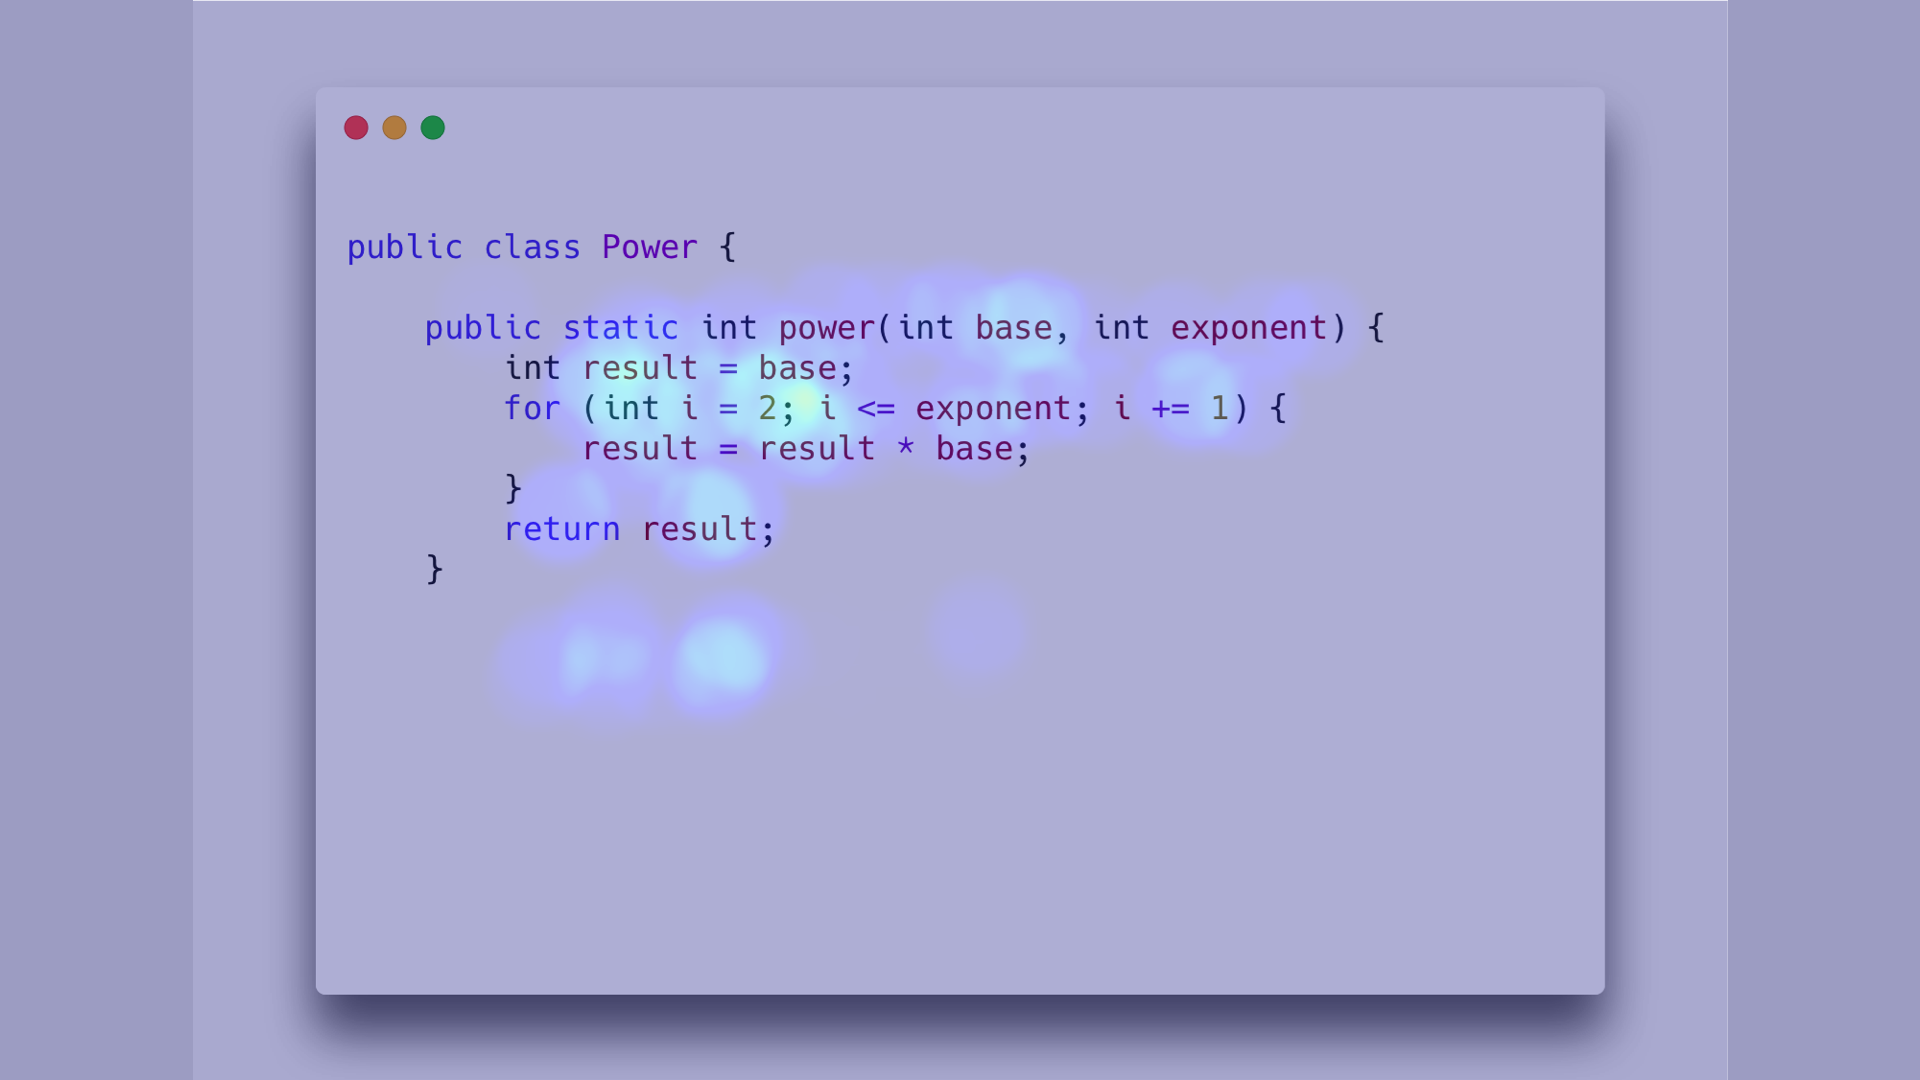 public class Power {
public static int power(int base, int exponent) {
int result = base;
for (int i = 2; i <= exponent; i += 1) {
result = result * base;
}
return result;
}